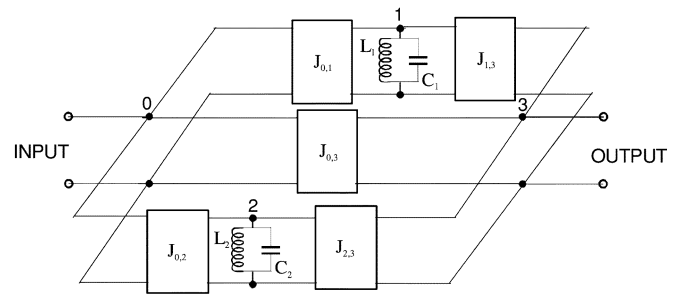 1
J0,1
L1
C1
J1,3
0
3
INPUT
J0,3
OUTPUT
2
J0,2
L2
C2
J2,3